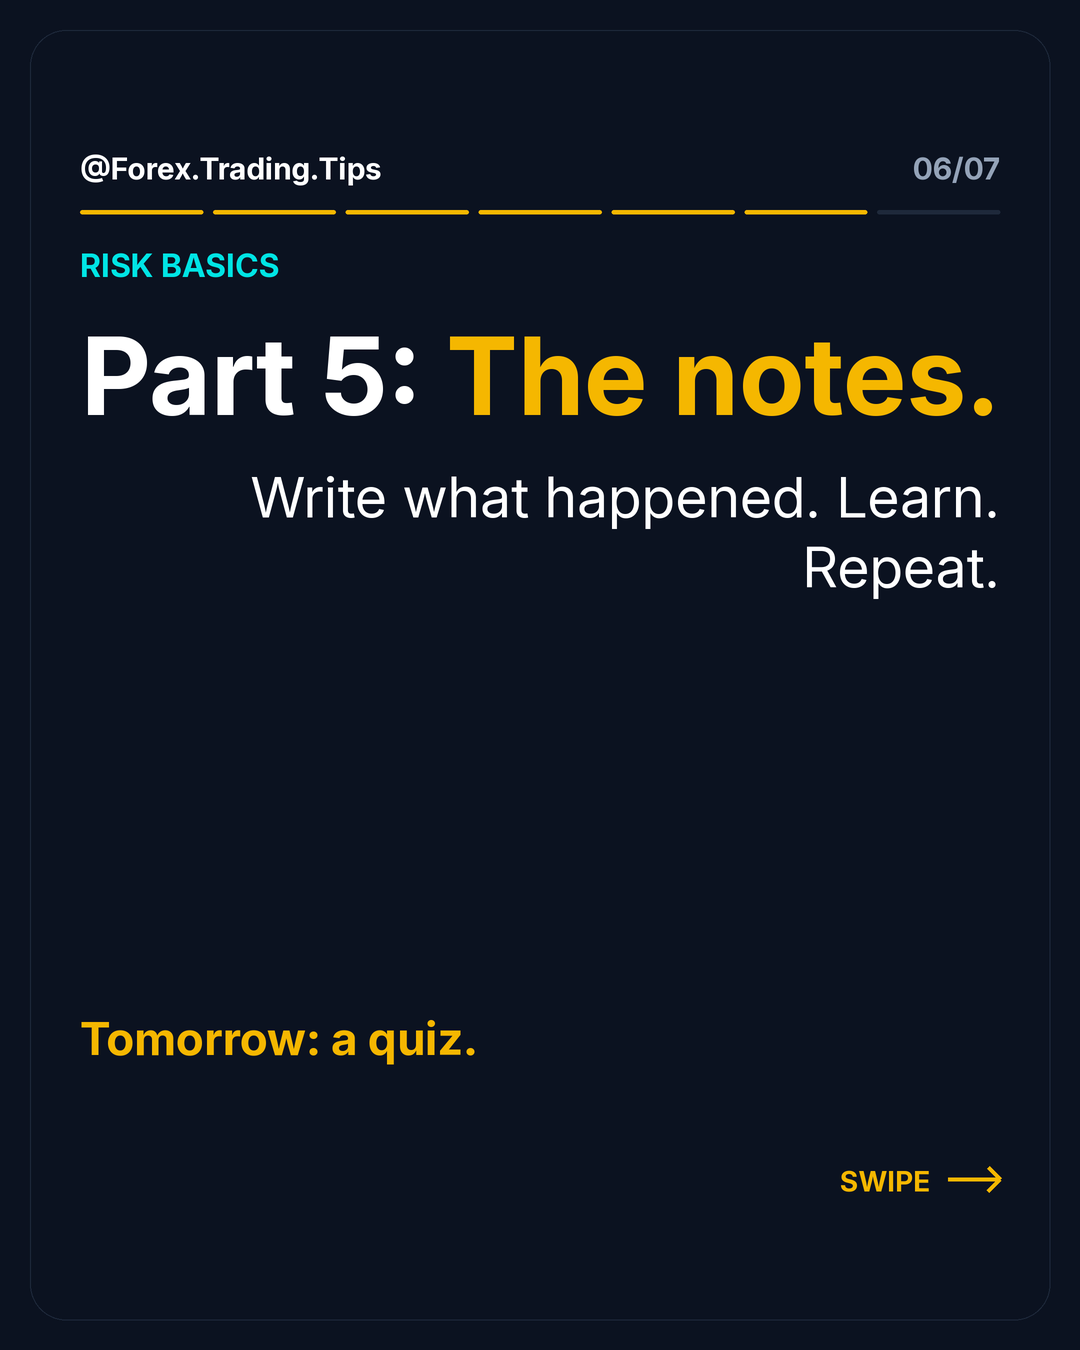 @Forex.Trading.Tips
06/07
RISK BASICS
Part 5: The notes.
Write what happened. Learn.
Repeat.
Tomorrow: a quiz.
SWIPE